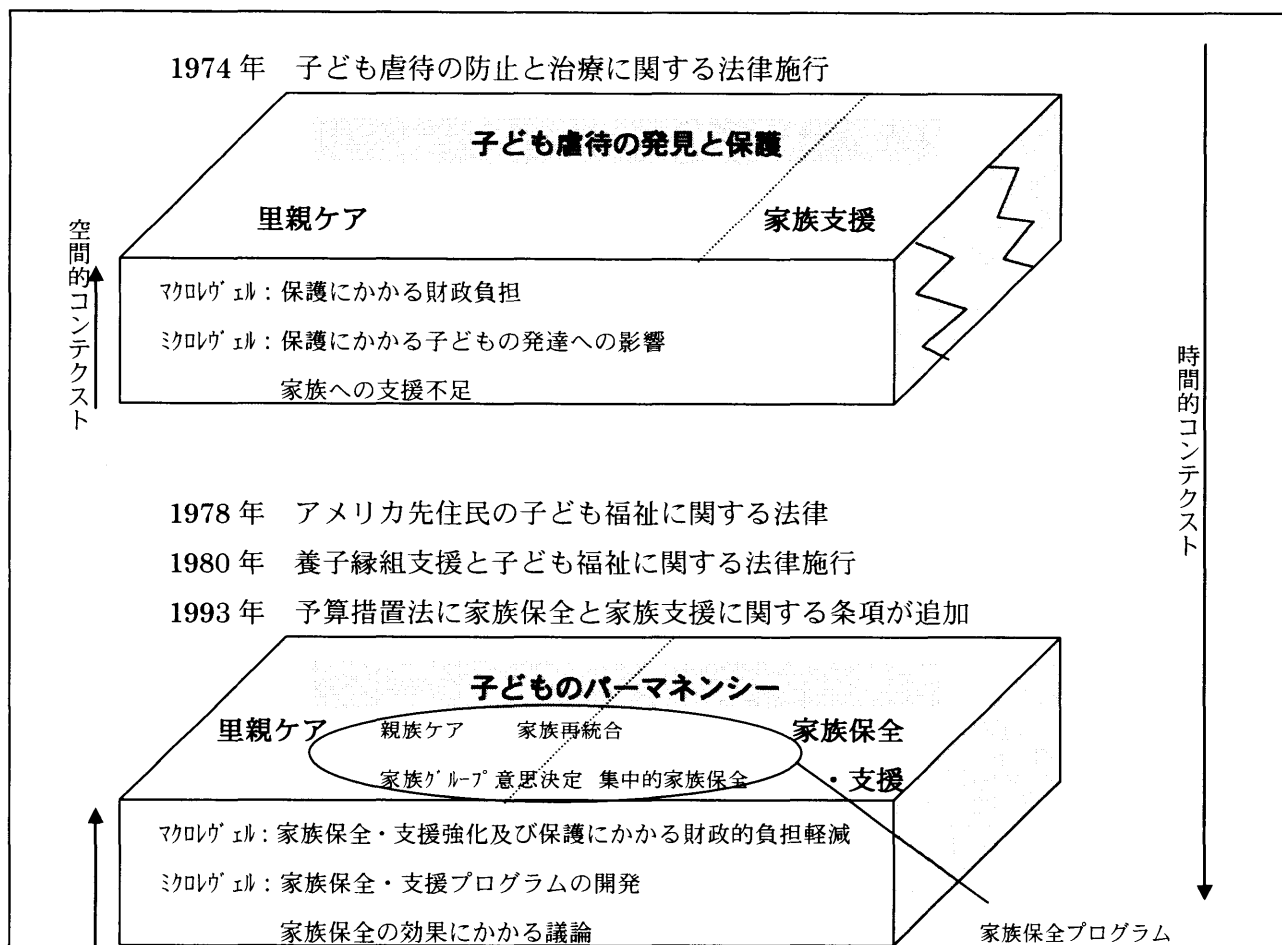 1974年　子ども虐待の防止と治療に関する法律施行
子ども虐待の発見と保護
里親ケア　家族支援
空間的コンテクスト
マクロレヴェル：保護にかかる財政負担
ミクロレヴェル：保護にかかる子どもの発達への影響
家族への支援不足
時間的コンテクスト
1978年　アメリカ先住民の子ども福祉に関する法律
1980年　養子縁組支援と子ども福祉に関する法律施行
1993年　予算措置法に家族保全と家族支援に関する条項が追加
子どものパーマネンシー
里親ケア　親族ケア　家族再統合　家族保全
家族グループ意思決定　集中的家族保全　・支援
マクロレヴェル：家族保全・支援強化及び保護にかかる財政的負担軽減
ミクロレヴェル：家族保全・支援プログラムの開発
家族保全の効果にかかる議論
家族保全プログラム